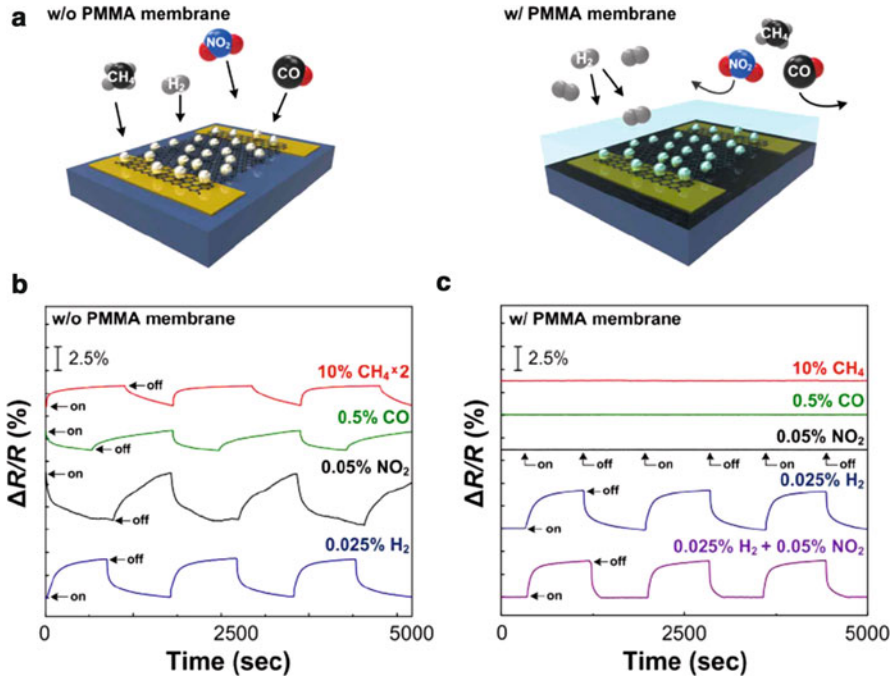 a
w/o PMMA membrane
CH₄
H₂
NO₂
CO
w/ PMMA membrane
H₂
NO₂
CH₄
CO
b
w/o PMMA membrane
2.5%
10% CH₄ ×2
off
on
0.5% CO
on
off
0.05% NO₂
on
off
0.025% H₂
off
on
ΔR/R (%)
0
2500
5000
Time (sec)
c
w/ PMMA membrane
2.5%
10% CH₄
0.5% CO
0.05% NO₂
on off on off on off
0.025% H₂
off
on
0.025% H₂ + 0.05% NO₂
off
on
ΔR/R (%)
0
2500
5000
Time (sec)